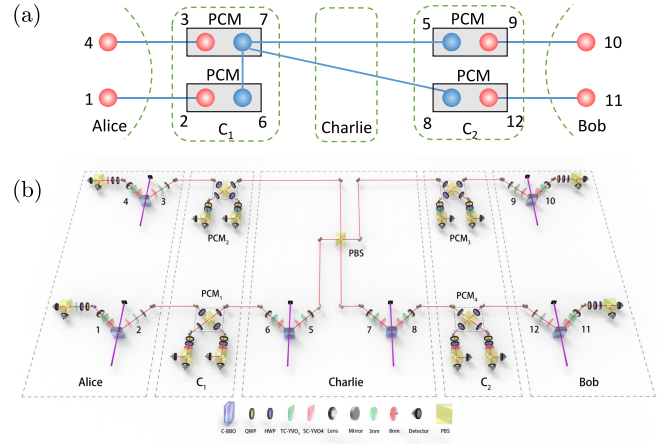 (a)
3 PCM 7
5 PCM 9
4
10
PCM
PCM
1
11
Alice
2 C1 6
Charlie
8 C2 12
Bob
(b)
4 3
9 10
PCM2
PCM3
PBS
PCM1
PCM4
1 2
6 5
7 8
12 11
Alice
C1
Charlie
C2
Bob
C-BBO QWP HWP TC-YVO4 SC-YVO4 Lens Mirror 3nm 8nm Detector PBS